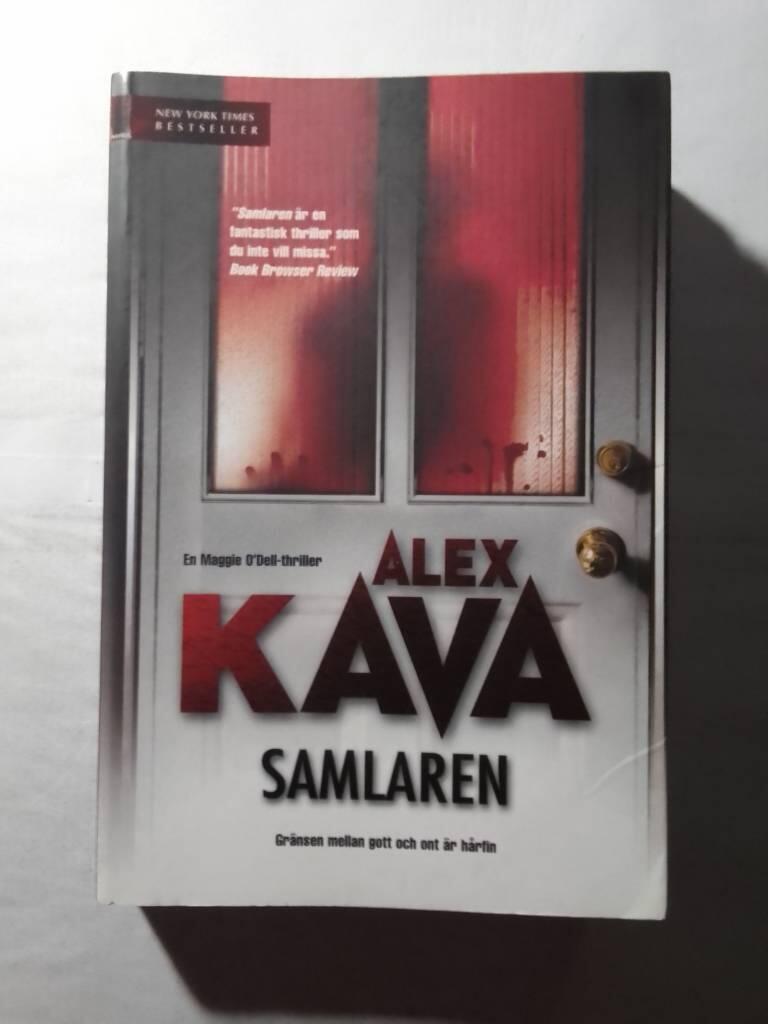 NEW YORK TIMES
BESTSELLER
"Samlaren är en
fantastisk thriller som
du inte vill missa."
Book Browser Review
En Maggie O'Dell-thriller
ALEX
KAVA
SAMLAREN
Gränsen mellan gott och ont är hårfin